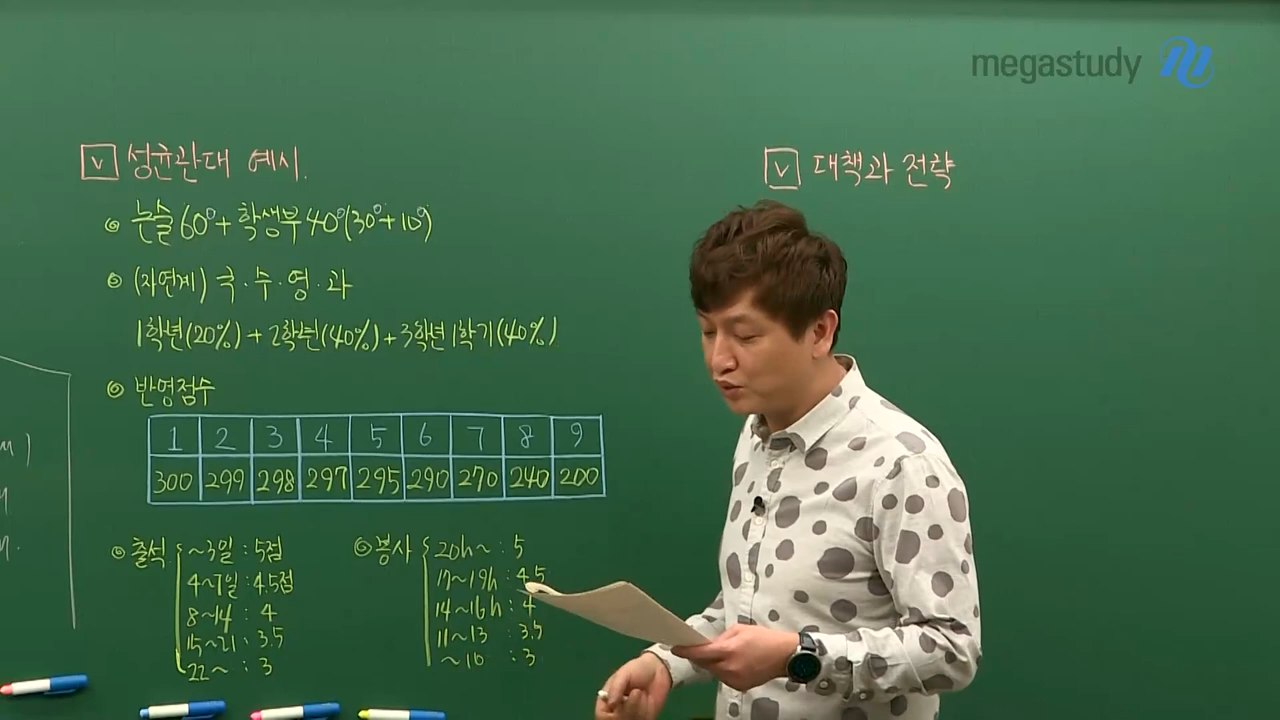 megastudy
v 성균관대 예시.
논술 60%+ 학생부 40%(30%+10%)
(자연계) 국·수·영·과
1학년(20%) + 2학년(40%) + 3학년 1학기(40%)
반영점수
1 2 3 4 5 6 7 8 9
300 299 298 297 295 290 270 240 200
출석
~3일 : 5점
4~7일 : 4.5점
8~14 : 4
15~21 : 3.5
22~ : 3
봉사
20h~ : 5
17~19h : 4.5
14~16h : 4
11~13 : 3.5
~10 : 3
v 대책과 전략